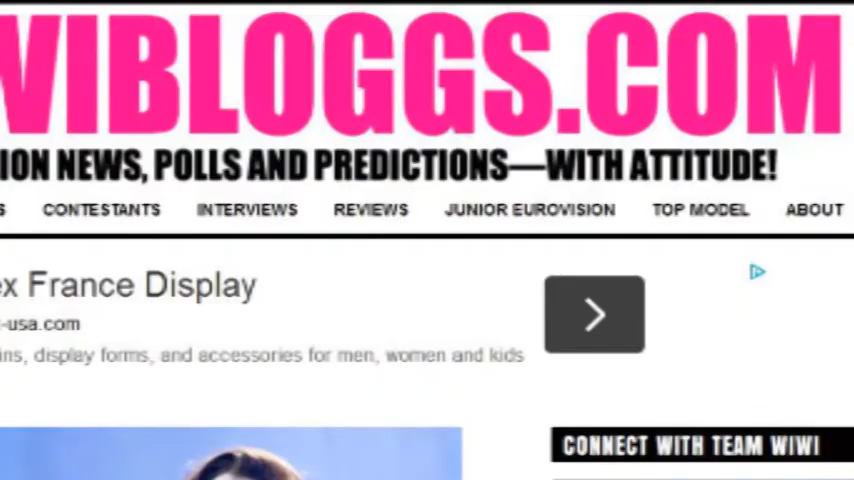 VIBLOGGS.COM
ION NEWS, POLLS AND PREDICTIONS—WITH ATTITUDE!
S CONTESTANTS INTERVIEWS REVIEWS JUNIOR EUROVISION TOP MODEL ABOUT
ex France Display
-usa.com
ins, display forms, and accessories for men, women and kids
CONNECT WITH TEAM WIWI